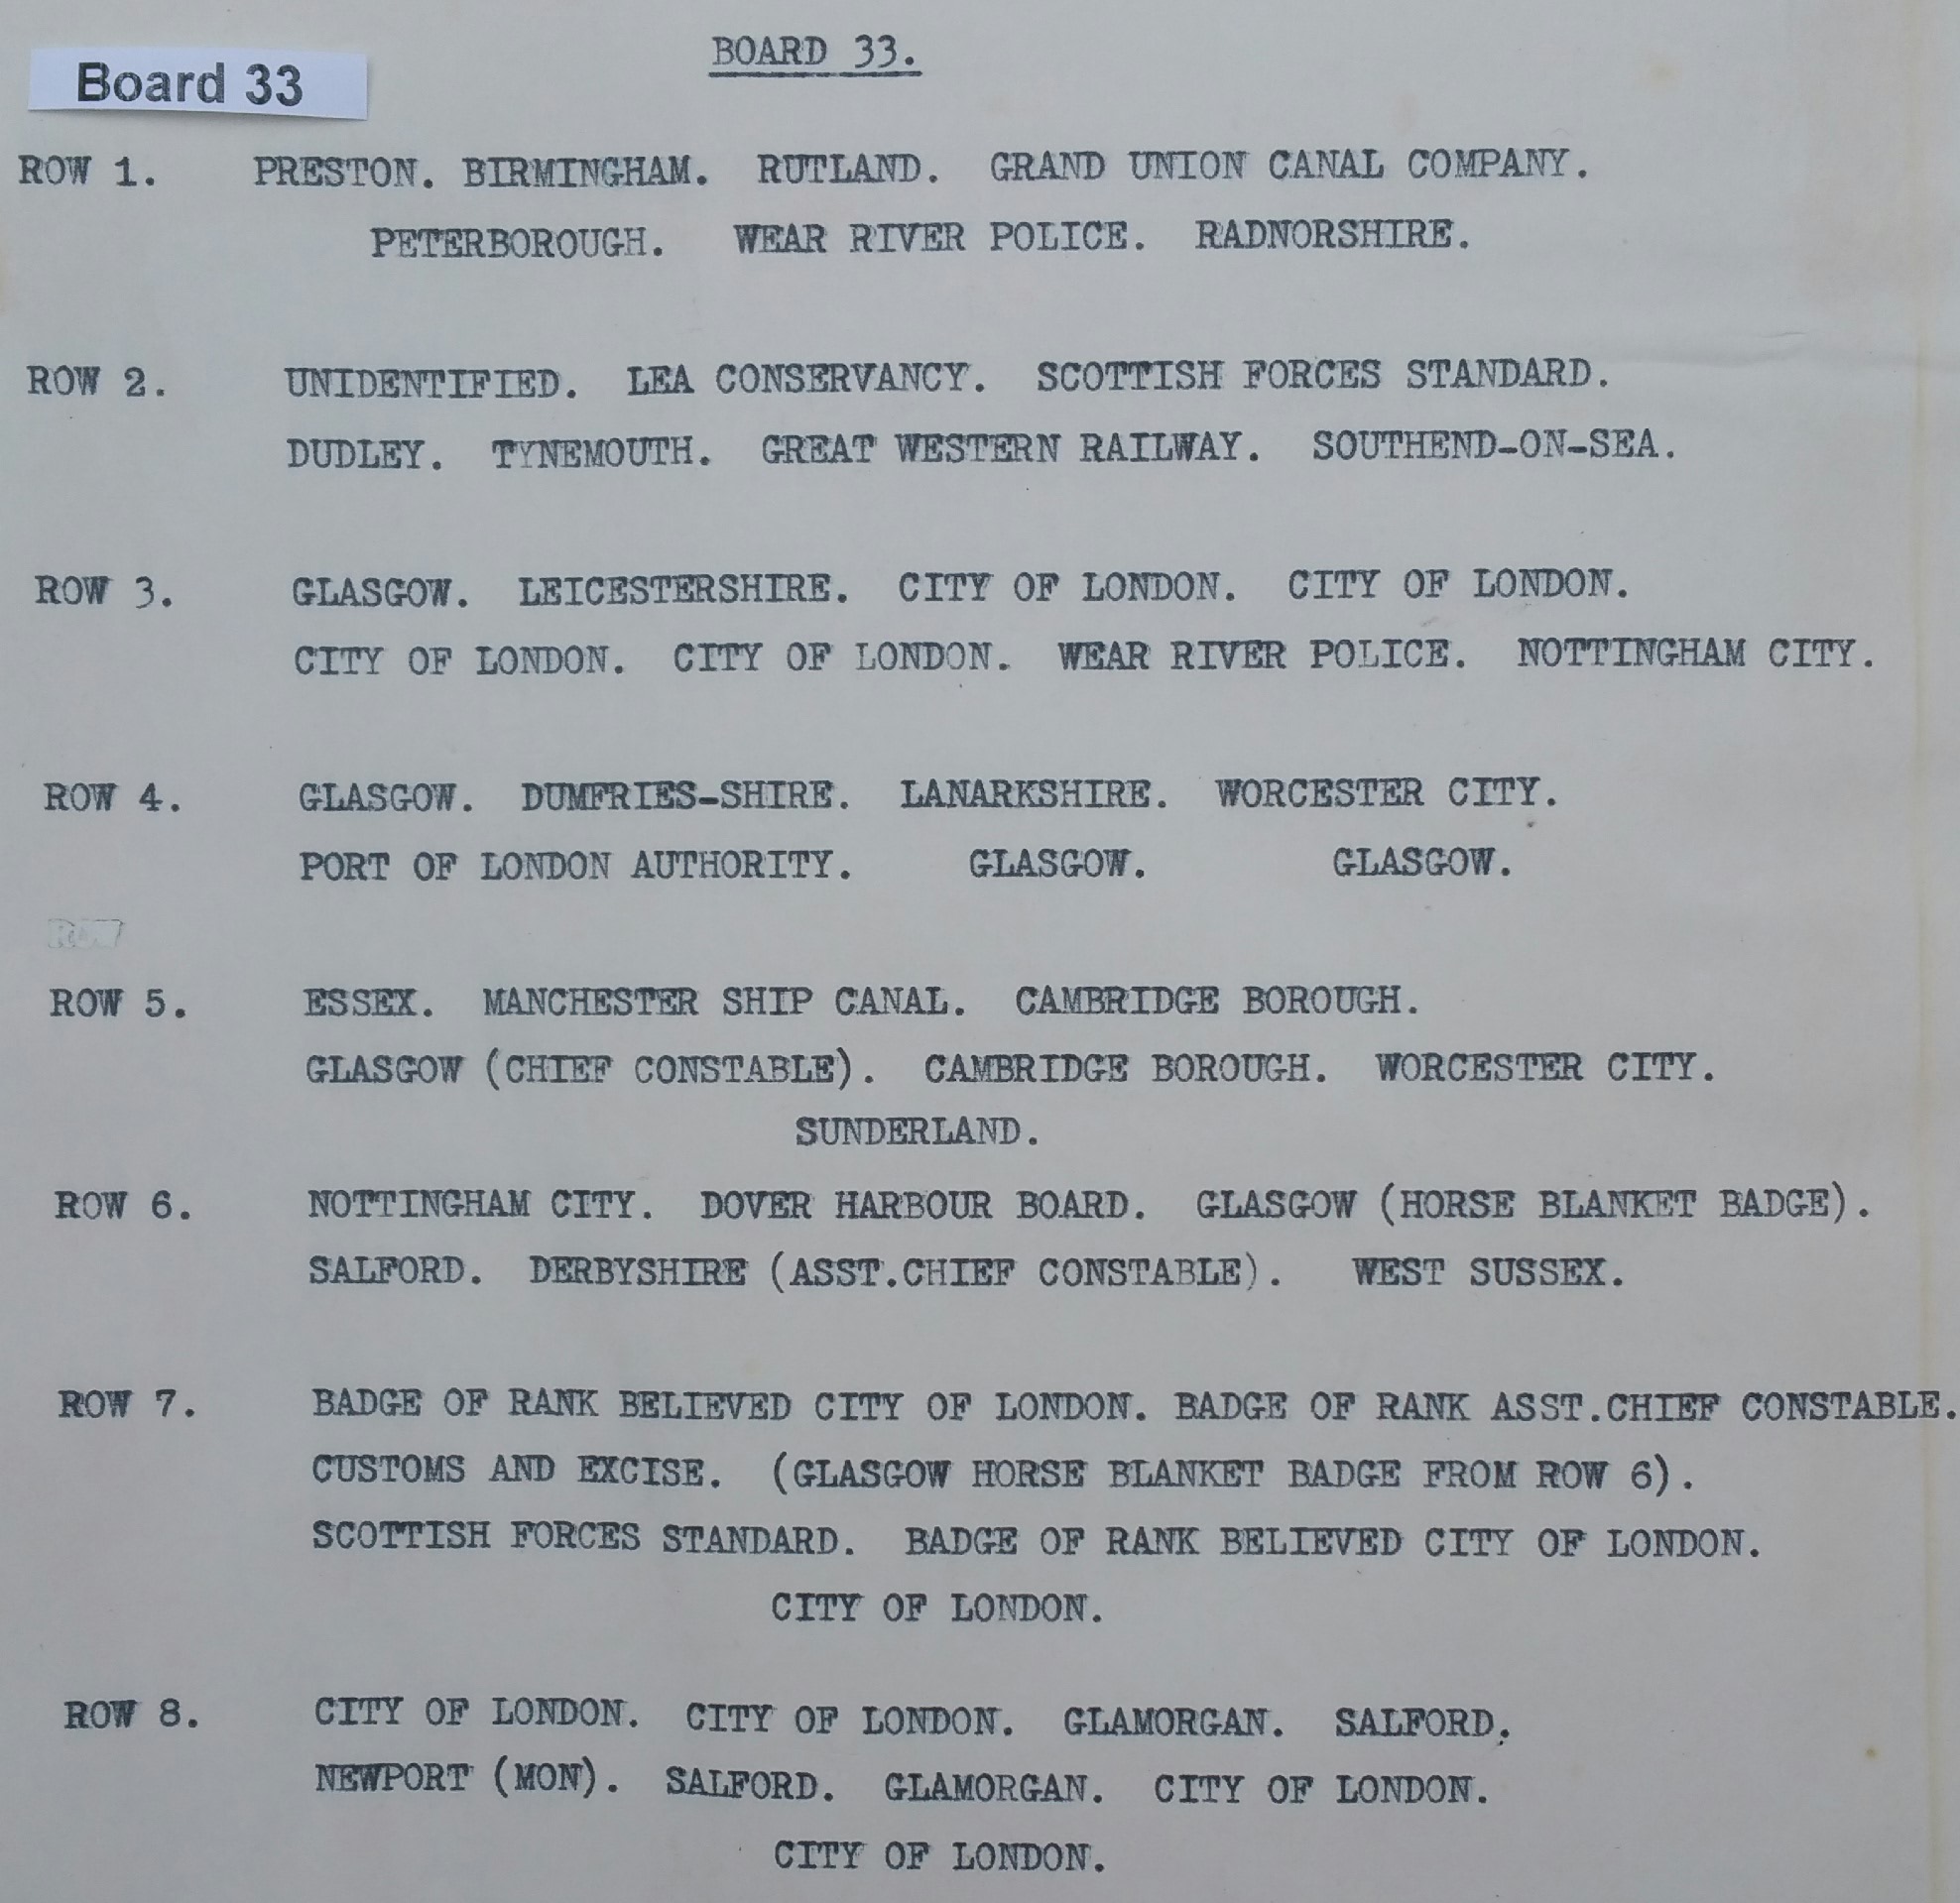 BOARD 33.
Board 33
ROW 1. PRESTON. BIRMINGHAM. RUTLAND. GRAND UNION CANAL COMPANY.
PETERBOROUGH. WEAR RIVER POLICE. RADNORSHIRE.
ROW 2. UNIDENTIFIED. LEA CONSERVANCY. SCOTTISH FORCES STANDARD.
DUDLEY. TYNEMOUTH. GREAT WESTERN RAILWAY. SOUTHEND-ON-SEA.
ROW 3. GLASGOW. LEICESTERSHIRE. CITY OF LONDON. CITY OF LONDON.
CITY OF LONDON. CITY OF LONDON. WEAR RIVER POLICE. NOTTINGHAM CITY.
ROW 4. GLASGOW. DUMFRIES-SHIRE. LANARKSHIRE. WORCESTER CITY.
PORT OF LONDON AUTHORITY. GLASGOW. GLASGOW.
ROW
ROW 5. ESSEX. MANCHESTER SHIP CANAL. CAMBRIDGE BOROUGH.
GLASGOW (CHIEF CONSTABLE). CAMBRIDGE BOROUGH. WORCESTER CITY.
SUNDERLAND.
ROW 6. NOTTINGHAM CITY. DOVER HARBOUR BOARD. GLASGOW (HORSE BLANKET BADGE).
SALFORD. DERBYSHIRE (ASST.CHIEF CONSTABLE). WEST SUSSEX.
ROW 7. BADGE OF RANK BELIEVED CITY OF LONDON. BADGE OF RANK ASST.CHIEF CONSTABLE.
CUSTOMS AND EXCISE. (GLASGOW HORSE BLANKET BADGE FROM ROW 6).
SCOTTISH FORCES STANDARD. BADGE OF RANK BELIEVED CITY OF LONDON.
CITY OF LONDON.
ROW 8. CITY OF LONDON. CITY OF LONDON. GLAMORGAN. SALFORD.
NEWPORT (MON). SALFORD. GLAMORGAN. CITY OF LONDON.
CITY OF LONDON.